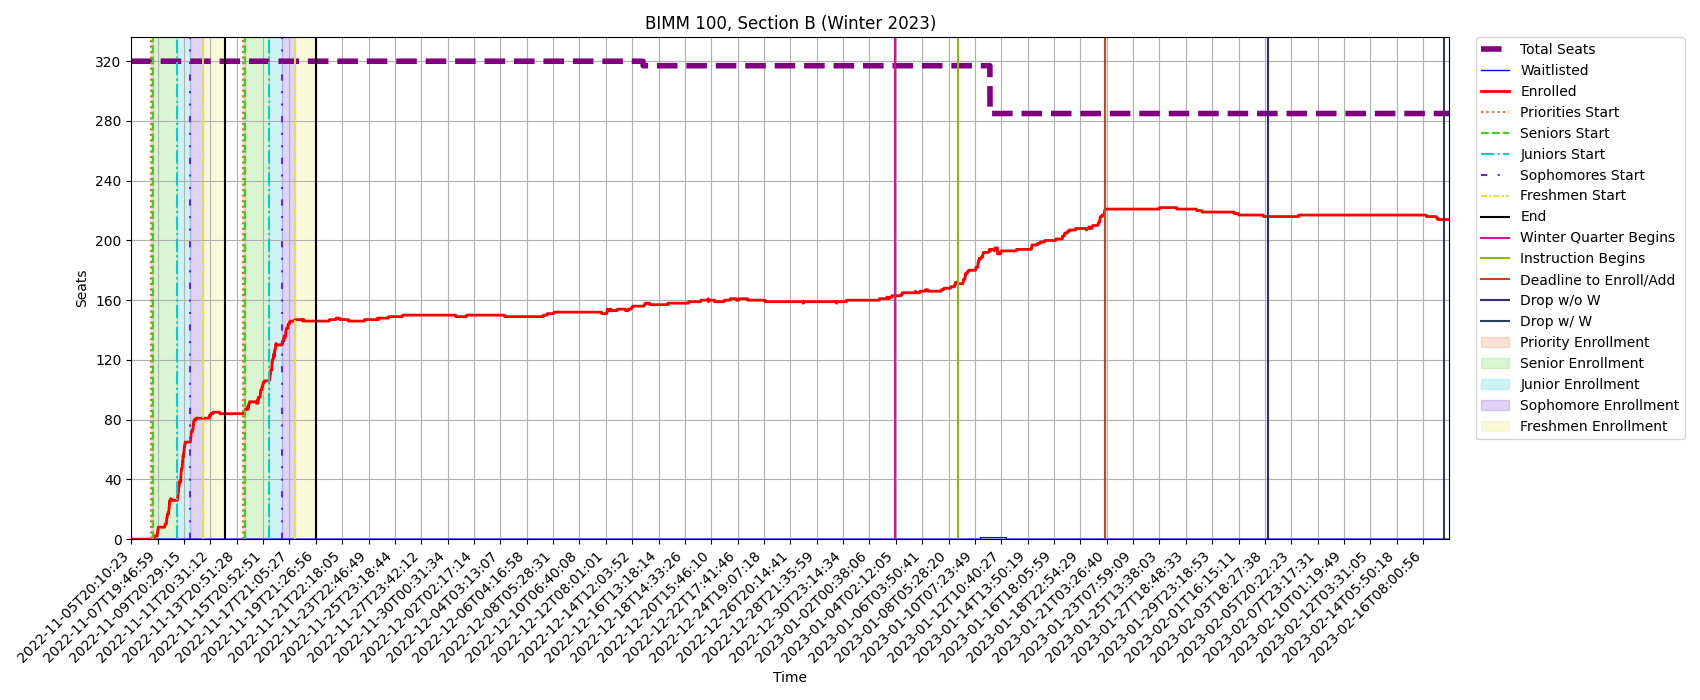 BIMM 100, Section B (Winter 2023)
Seats
320
280
240
200
160
120
80
40
0
2022-11-05T20:10:23
2022-11-07T19:46:59
2022-11-09T20:29:15
2022-11-11T20:31:12
2022-11-13T20:51:28
2022-11-15T20:52:51
2022-11-17T21:05:27
2022-11-19T21:26:56
2022-11-21T22:18:05
2022-11-23T22:46:49
2022-11-25T23:18:44
2022-11-27T23:42:12
2022-11-30T00:31:34
2022-12-02T02:17:14
2022-12-04T03:13:07
2022-12-06T04:16:58
2022-12-08T05:28:31
2022-12-10T06:40:08
2022-12-12T08:01:01
2022-12-14T12:03:52
2022-12-16T13:18:14
2022-12-18T14:33:26
2022-12-20T15:46:10
2022-12-22T17:41:46
2022-12-24T19:07:18
2022-12-26T20:14:41
2022-12-28T21:35:59
2022-12-30T23:14:34
2023-01-02T00:38:06
2023-01-04T02:12:05
2023-01-06T03:50:41
2023-01-08T05:28:20
2023-01-10T07:23:49
2023-01-12T10:40:27
2023-01-14T13:50:19
2023-01-16T18:05:59
2023-01-18T22:54:29
2023-01-21T03:26:40
2023-01-23T07:59:09
2023-01-25T13:38:03
2023-01-27T18:48:33
2023-01-29T23:18:53
2023-02-01T16:15:11
2023-02-03T18:27:38
2023-02-05T20:22:23
2023-02-07T23:17:31
2023-02-10T01:19:49
2023-02-12T03:31:05
2023-02-14T05:50:18
2023-02-16T08:00:56
Time
Total Seats
Waitlisted
Enrolled
Priorities Start
Seniors Start
Juniors Start
Sophomores Start
Freshmen Start
End
Winter Quarter Begins
Instruction Begins
Deadline to Enroll/Add
Drop w/o W
Drop w/ W
Priority Enrollment
Senior Enrollment
Junior Enrollment
Sophomore Enrollment
Freshmen Enrollment